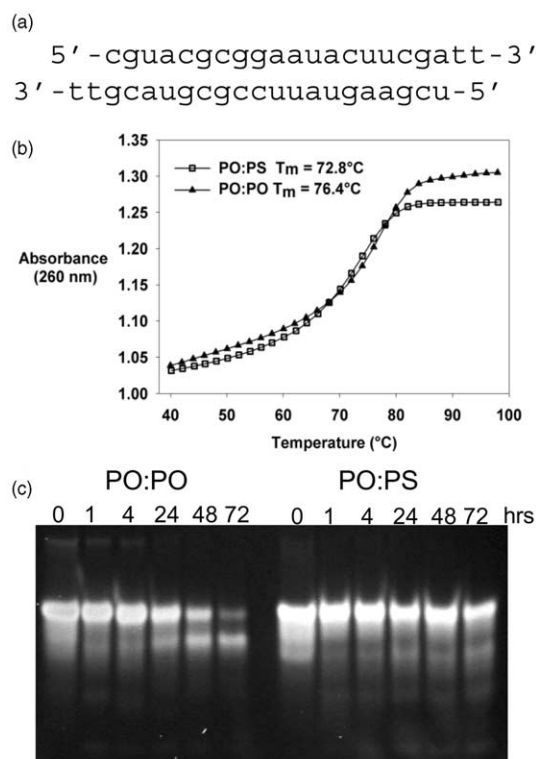 (a)
5'-cguacgcggaauacuucgatt-3'
3'-ttgcaugcgccuuaugaagcu-5'
(b)
1.35
1.30
1.25
1.20
1.15
1.10
1.05
1.00
Absorbance
(260 nm)
PO:PS Tm = 72.8°C
PO:PO Tm = 76.4°C
40 50 60 70 80 90 100
Temperature (°C)
(c)
PO:PO PO:PS
0 1 4 24 48 72 0 1 4 24 48 72 hrs